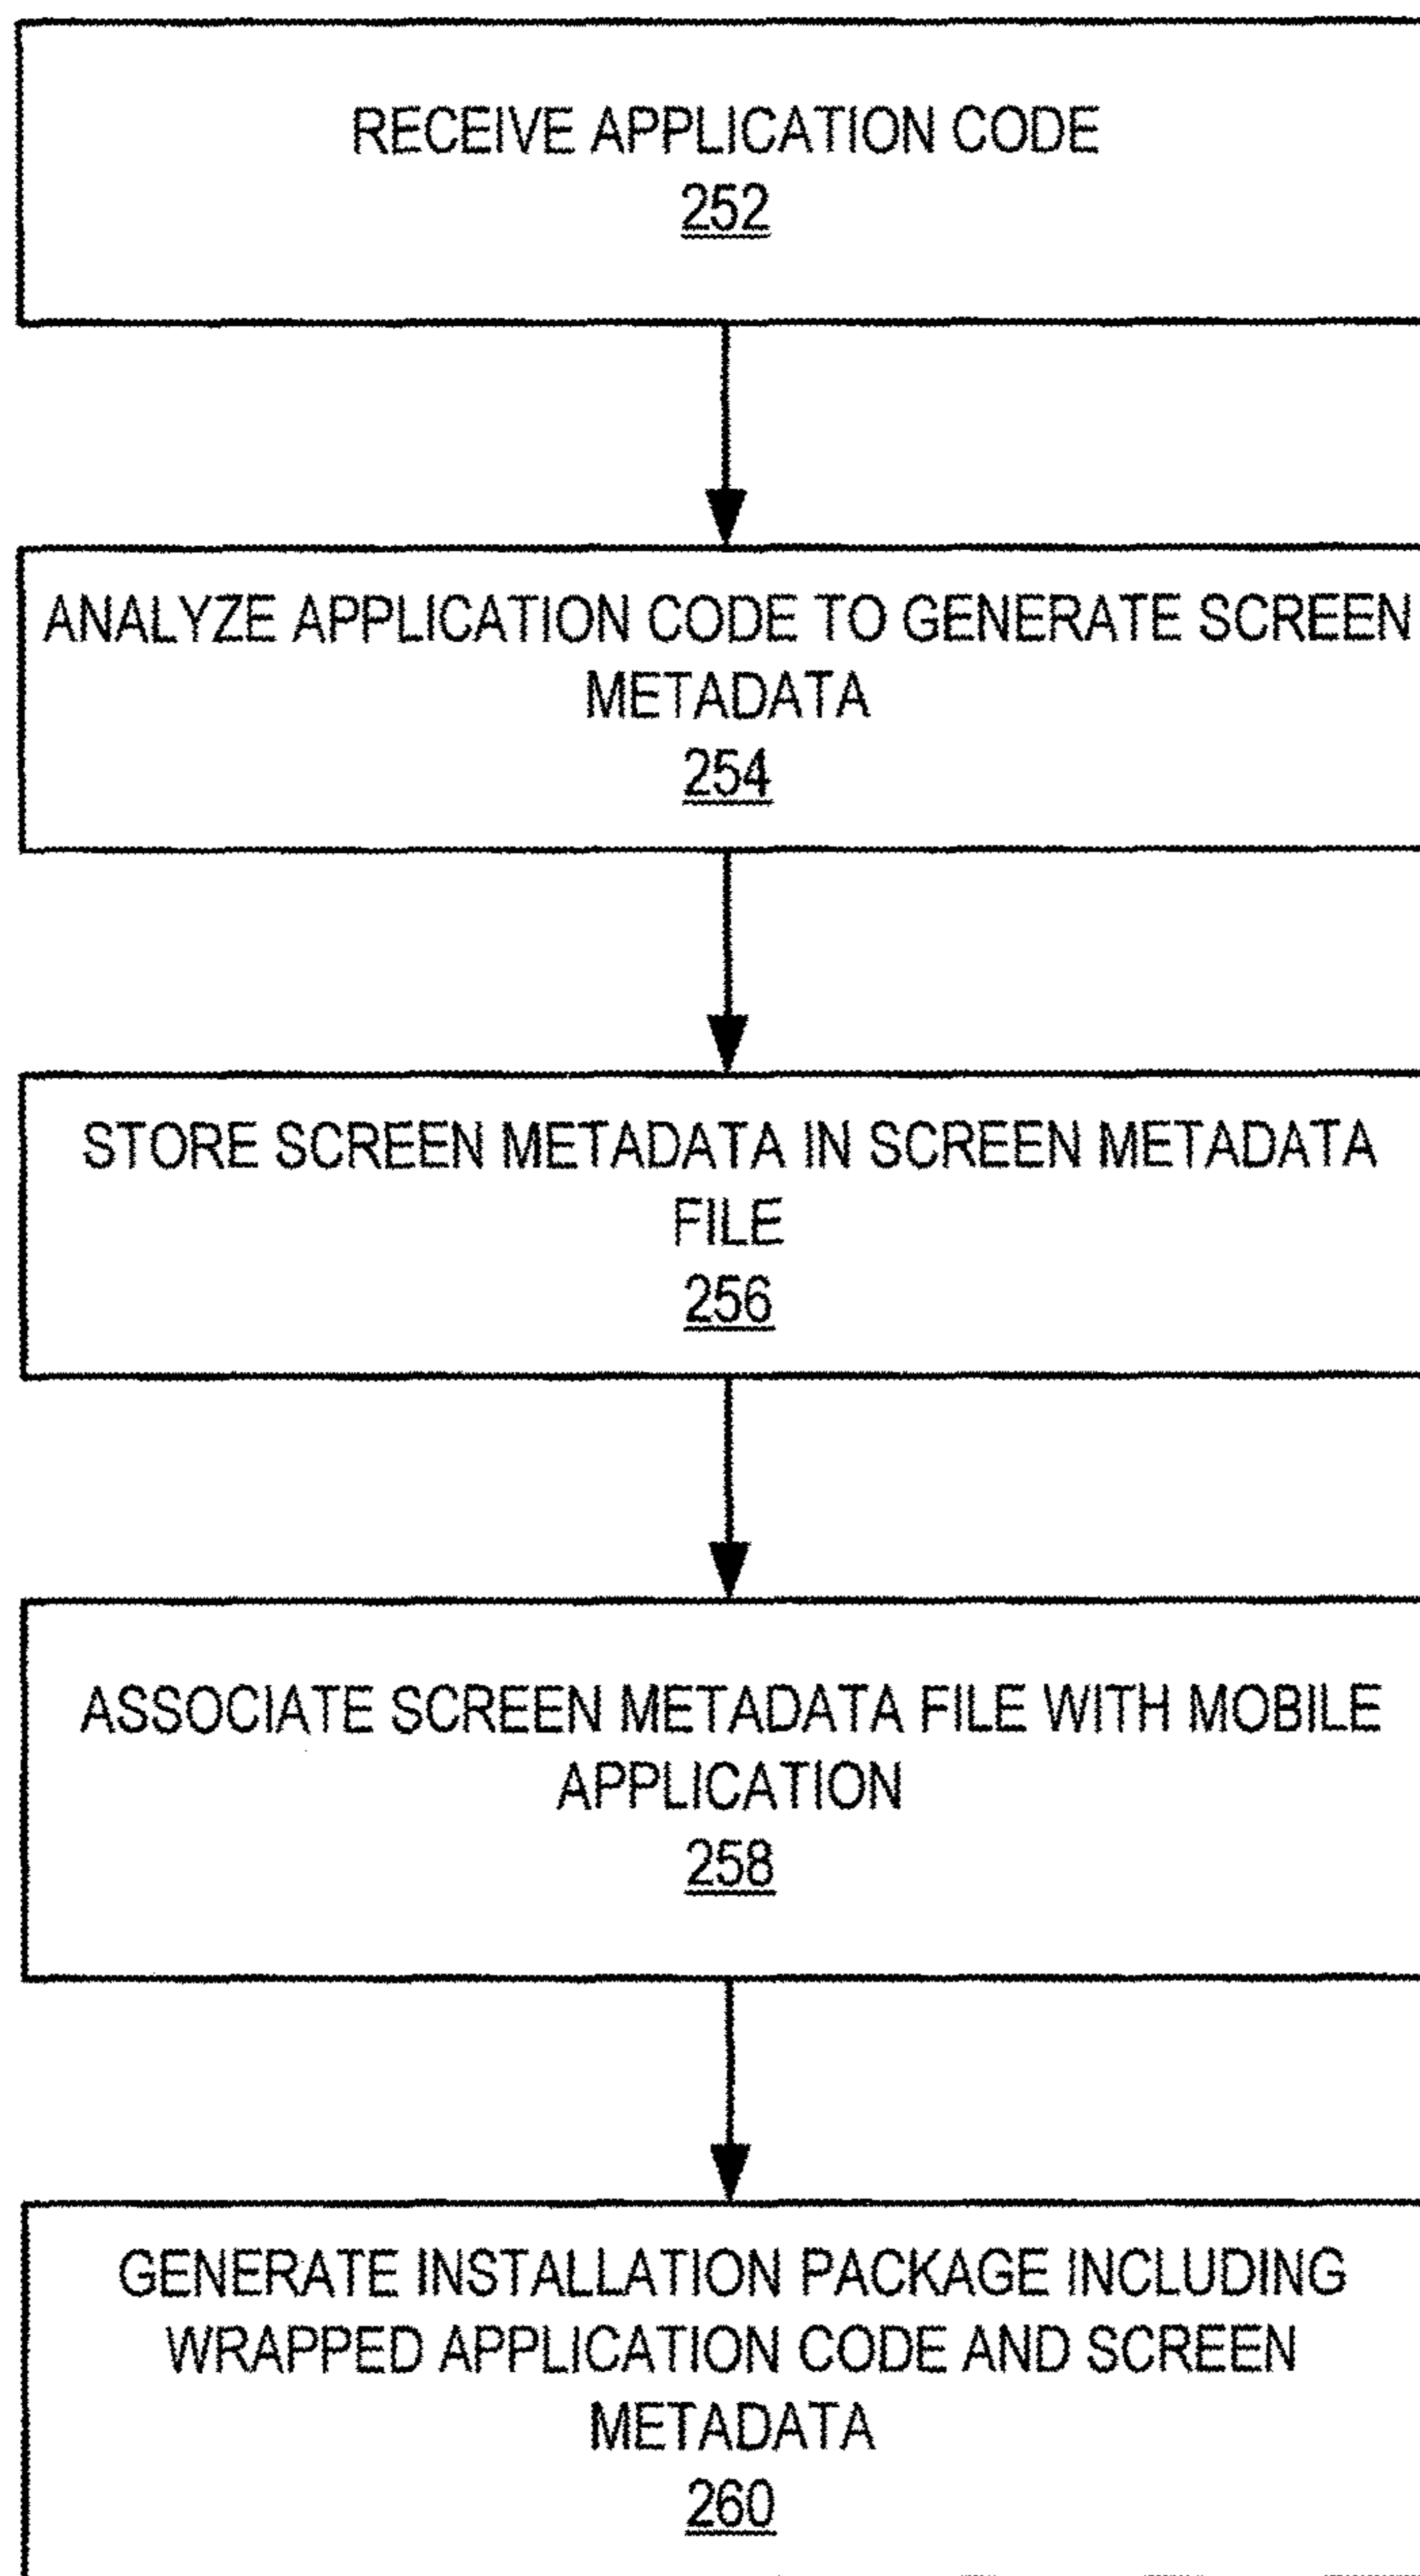 RECEIVE APPLICATION CODE
252
ANALYZE APPLICATION CODE TO GENERATE SCREEN
METADATA
254
STORE SCREEN METADATA IN SCREEN METADATA
FILE
256
ASSOCIATE SCREEN METADATA FILE WITH MOBILE
APPLICATION
258
GENERATE INSTALLATION PACKAGE INCLUDING
WRAPPED APPLICATION CODE AND SCREEN
METADATA
260